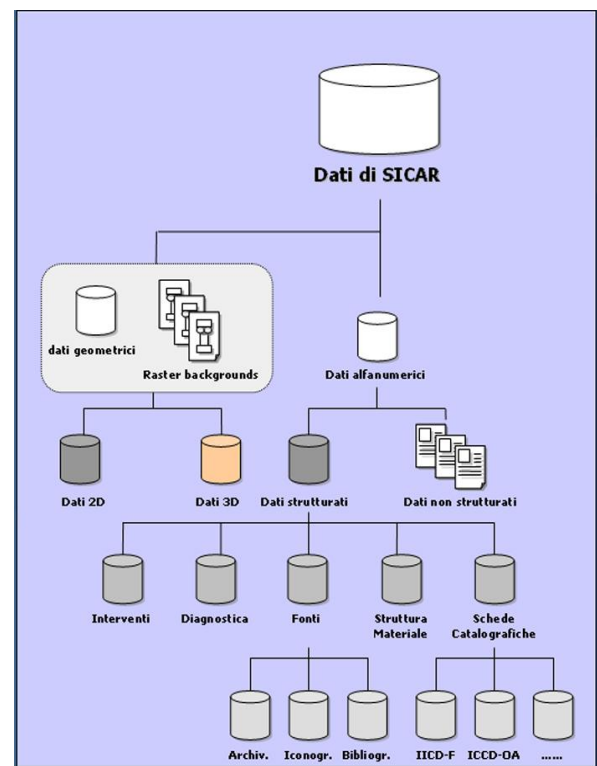 Dati di SICAR
dati geometrici
Raster backgrounds
Dati alfanumerici
Dati 2D
Dati 3D
Dati strutturati
Dati non strutturati
Interventi
Diagnostica
Fonti
Struttura
Materiale
Schede
Catalografiche
Archiv.
Iconogr.
Bibliogr.
IICD-F
ICCD-OA
......